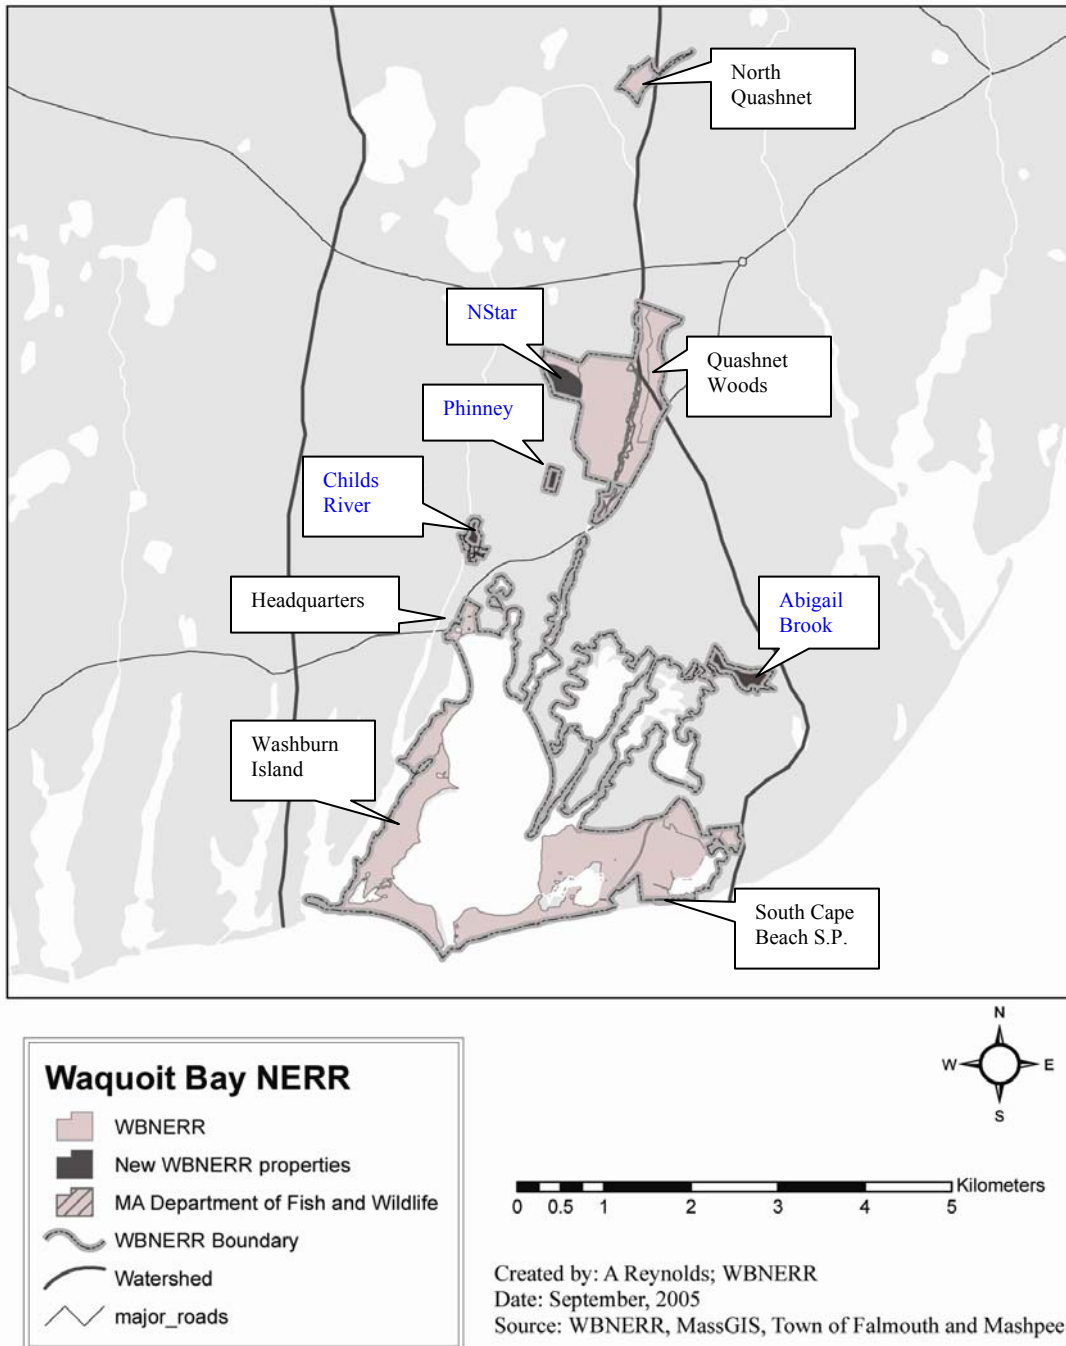 North
Quashnet
NStar
Quashnet
Woods
Phinney
Childs
River
Headquarters
Abigail
Brook
Washburn
Island
South Cape
Beach S.P.
Waquoit Bay NERR
WBNERR
New WBNERR properties
MA Department of Fish and Wildlife
WBNERR Boundary
Watershed
major_roads
N
W E
S
Kilometers
0 0.5 1 2 3 4 5
Created by: A Reynolds; WBNERR
Date: September, 2005
Source: WBNERR, MassGIS, Town of Falmouth and Mashpee